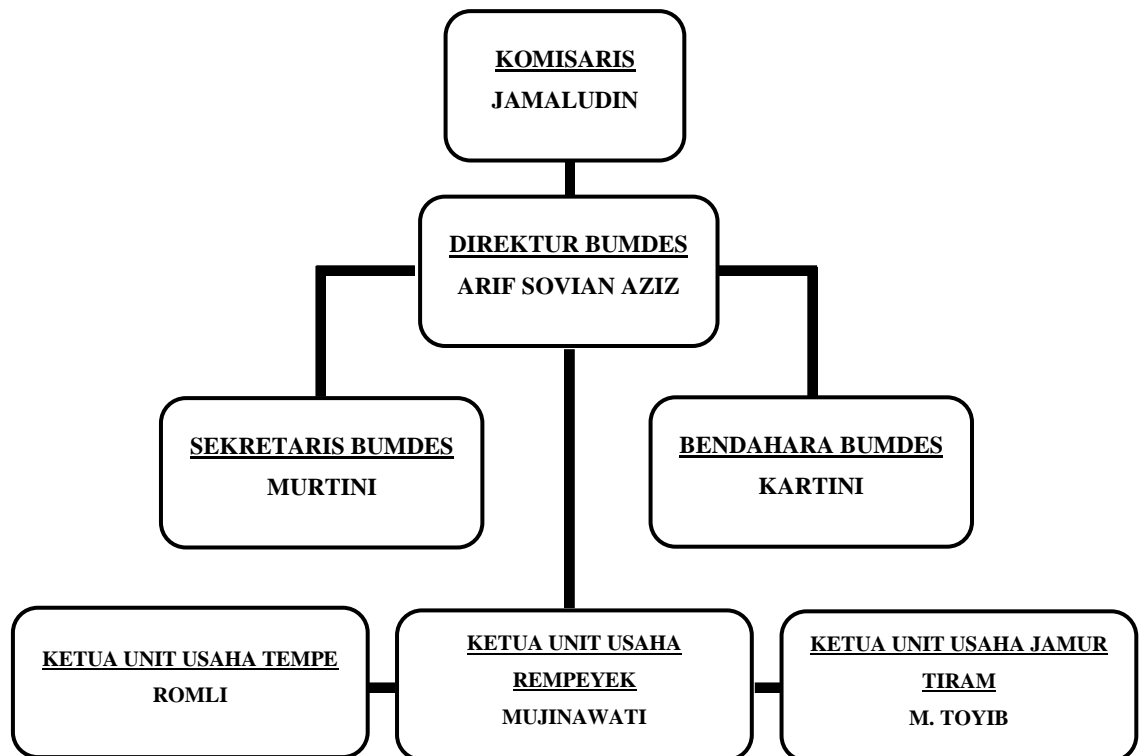 KOMISARIS
JAMALUDIN
DIREKTUR BUMDES
ARIF SOVIAN AZIZ
SEKRETARIS BUMDES
MURTINI
BENDAHARA BUMDES
KARTINI
KETUA UNIT USAHA TEMPE
ROMLI
KETUA UNIT USAHA
REMPEYEK
MUJINAWATI
KETUA UNIT USAHA JAMUR
TIRAM
M. TOYIB